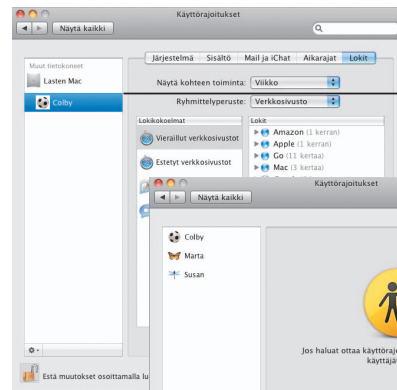 Käyttörajoitukset
Näytä kaikki
Muut tietokoneet
Lasten Mac
Colby
Järjestelmä Sisältö Mail ja iChat Aikarajat Lokit
Näytä kohteen toiminta: Viikko
Ryhmittelyperuste: Verkkosivusto
Lokikokoelmat
Vieraillut verkkosivustot
Estetyt verkkosivustot
Lokit
Amazon (1 kerran)
Apple (1 kerran)
Go (11 kertaa)
Mac (3 kertaa)
Estä muutokset osoittamalla lu
Käyttörajoitukset
Näytä kaikki
Colby
Marta
Susan
Jos haluat ottaa käyttöraj
käyttäjä